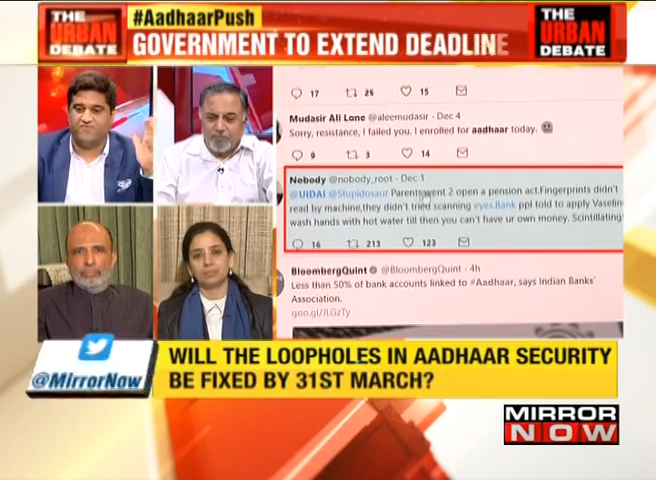 THE
URBAN
DEBATE
#AadhaarPush
GOVERNMENT TO EXTEND DEADLINE
THE
URBAN
DEBATE
17 25 15
Mudasir Ali Lone @aleemudasir · Dec 4
Sorry, resistance, I failed you. I enrolled for aadhaar today.
9 3 14
Nobody @nobody_root · Dec 1
@UIDAI @Stupidosaur Parents went 2 open a pension act.Fingerprints didn't
read by machine,they didn't tried scanning eyes.Bank ppl told to apply Vaseline
wash hands with hot water till then you can't have ur own money. Scintillating
16 213 123
BloombergQuint @BloombergQuint · 4h
Less than 50% of bank accounts linked to #Aadhaar, says Indian Banks'
Association.
goo.gl/JLGzTy
@MirrorNow
WILL THE LOOPHOLES IN AADHAAR SECURITY
BE FIXED BY 31ST MARCH?
MIRROR
NOW